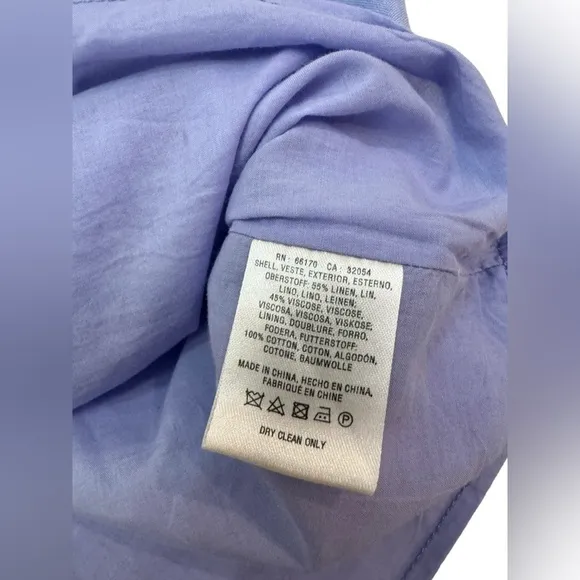 RN : 66170 CA : 32054
SHELL, VESTE, EXTERIOR, ESTERNO,
OBERSTOFF: 55% LINEN, LIN,
LINO, LINO, LEINEN;
45% VISCOSE, VISCOSE,
VISCOSA, VISCOSA, VISKOSE;
LINING, DOUBLURE, FORRO,
FODERA, FUTTERSTOFF:
100% COTTON, COTON, ALGODÓN,
COTONE, BAUMWOLLE
MADE IN CHINA, HECHO EN CHINA,
FABRIQUÉ EN CHINE
P
DRY CLEAN ONLY